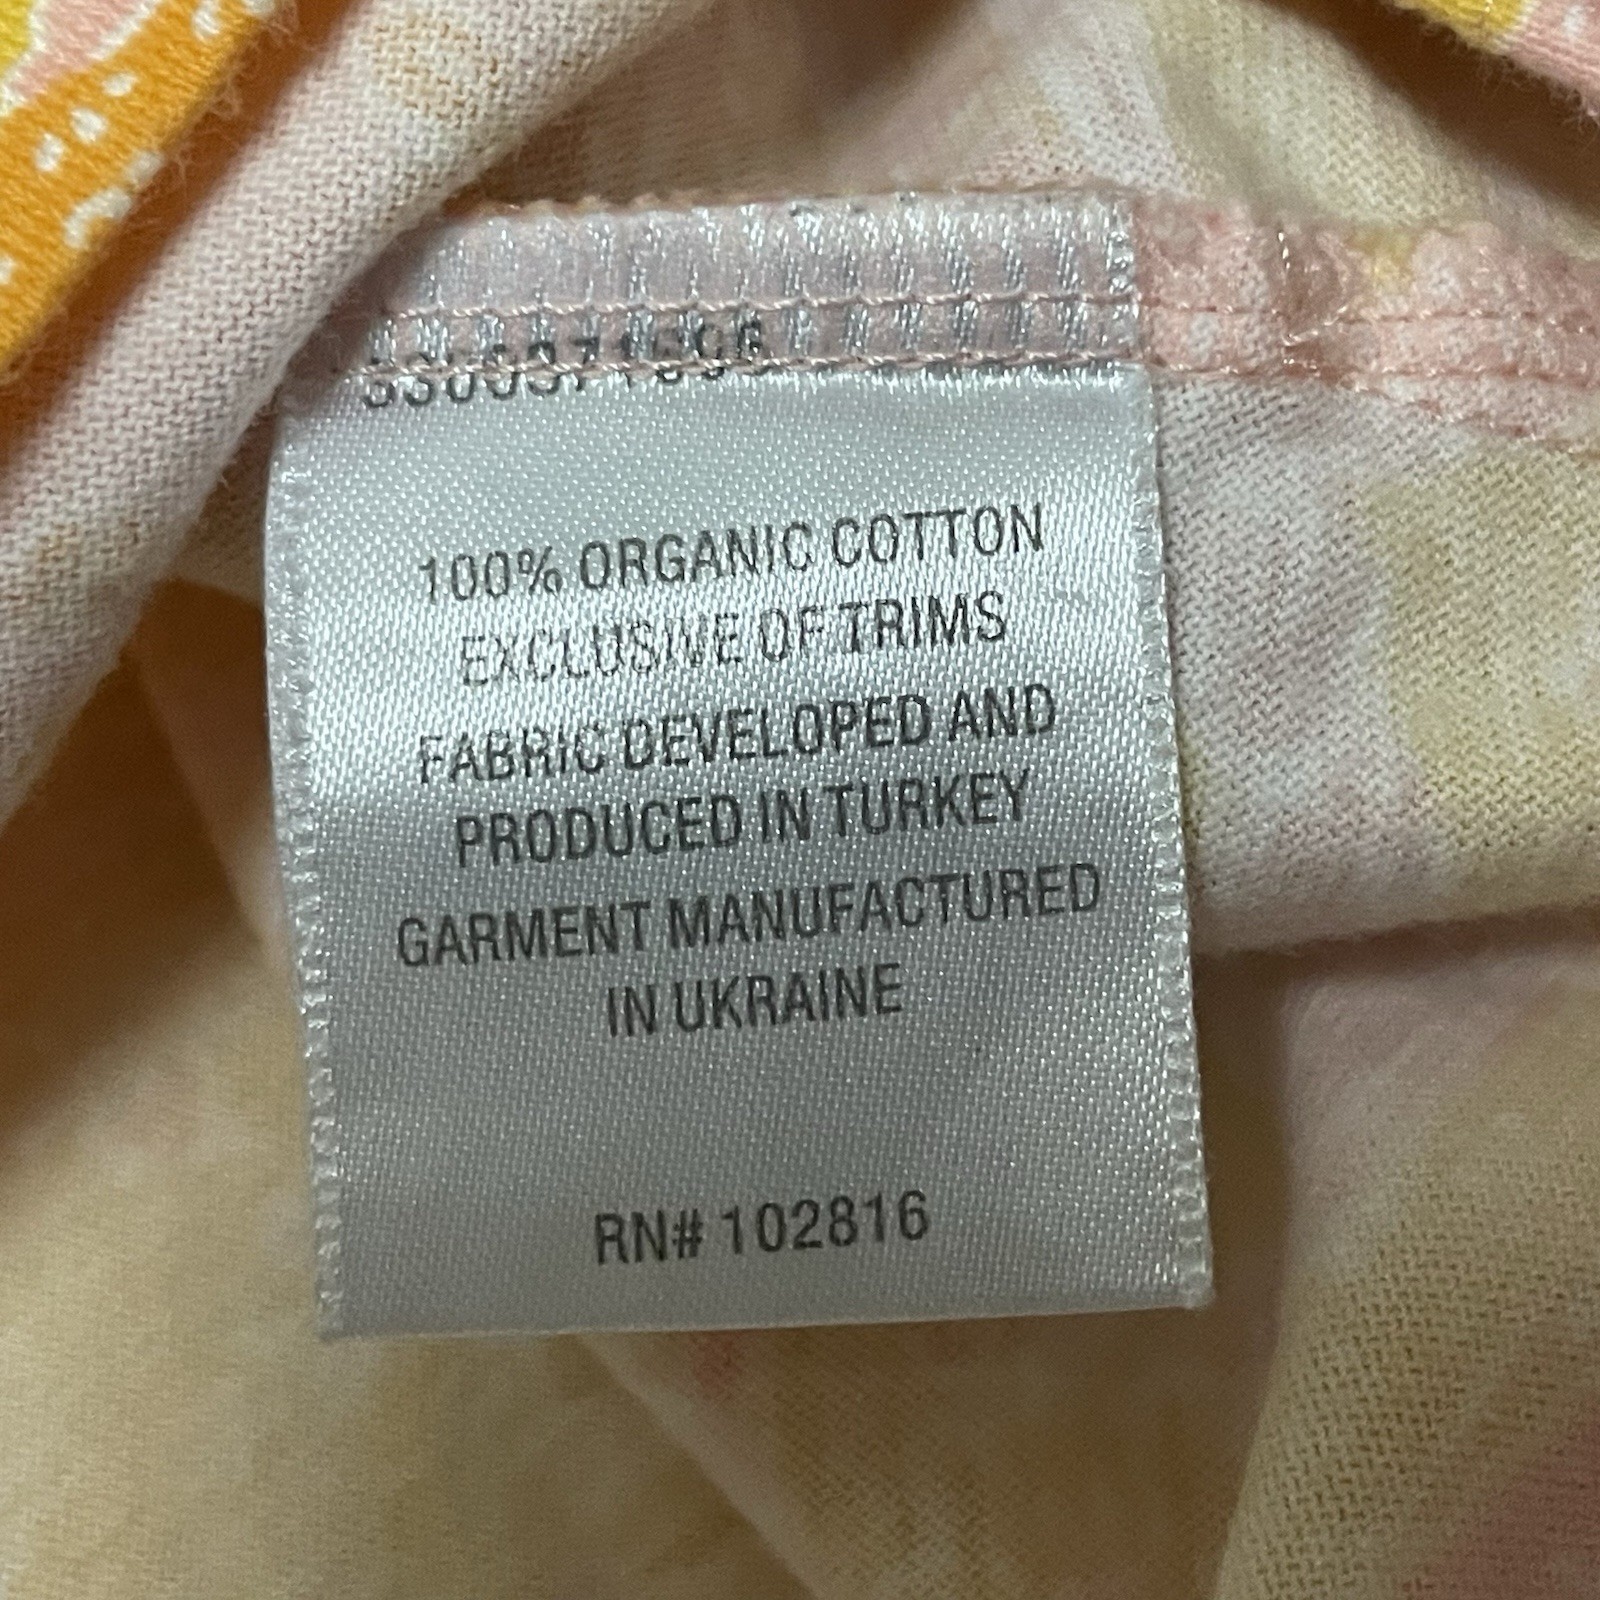 100% ORGANIC COTTON
EXCLUSIVE OF TRIMS
FABRIC DEVELOPED AND
PRODUCED IN TURKEY
GARMENT MANUFACTURED
IN UKRAINE
RN# 102816